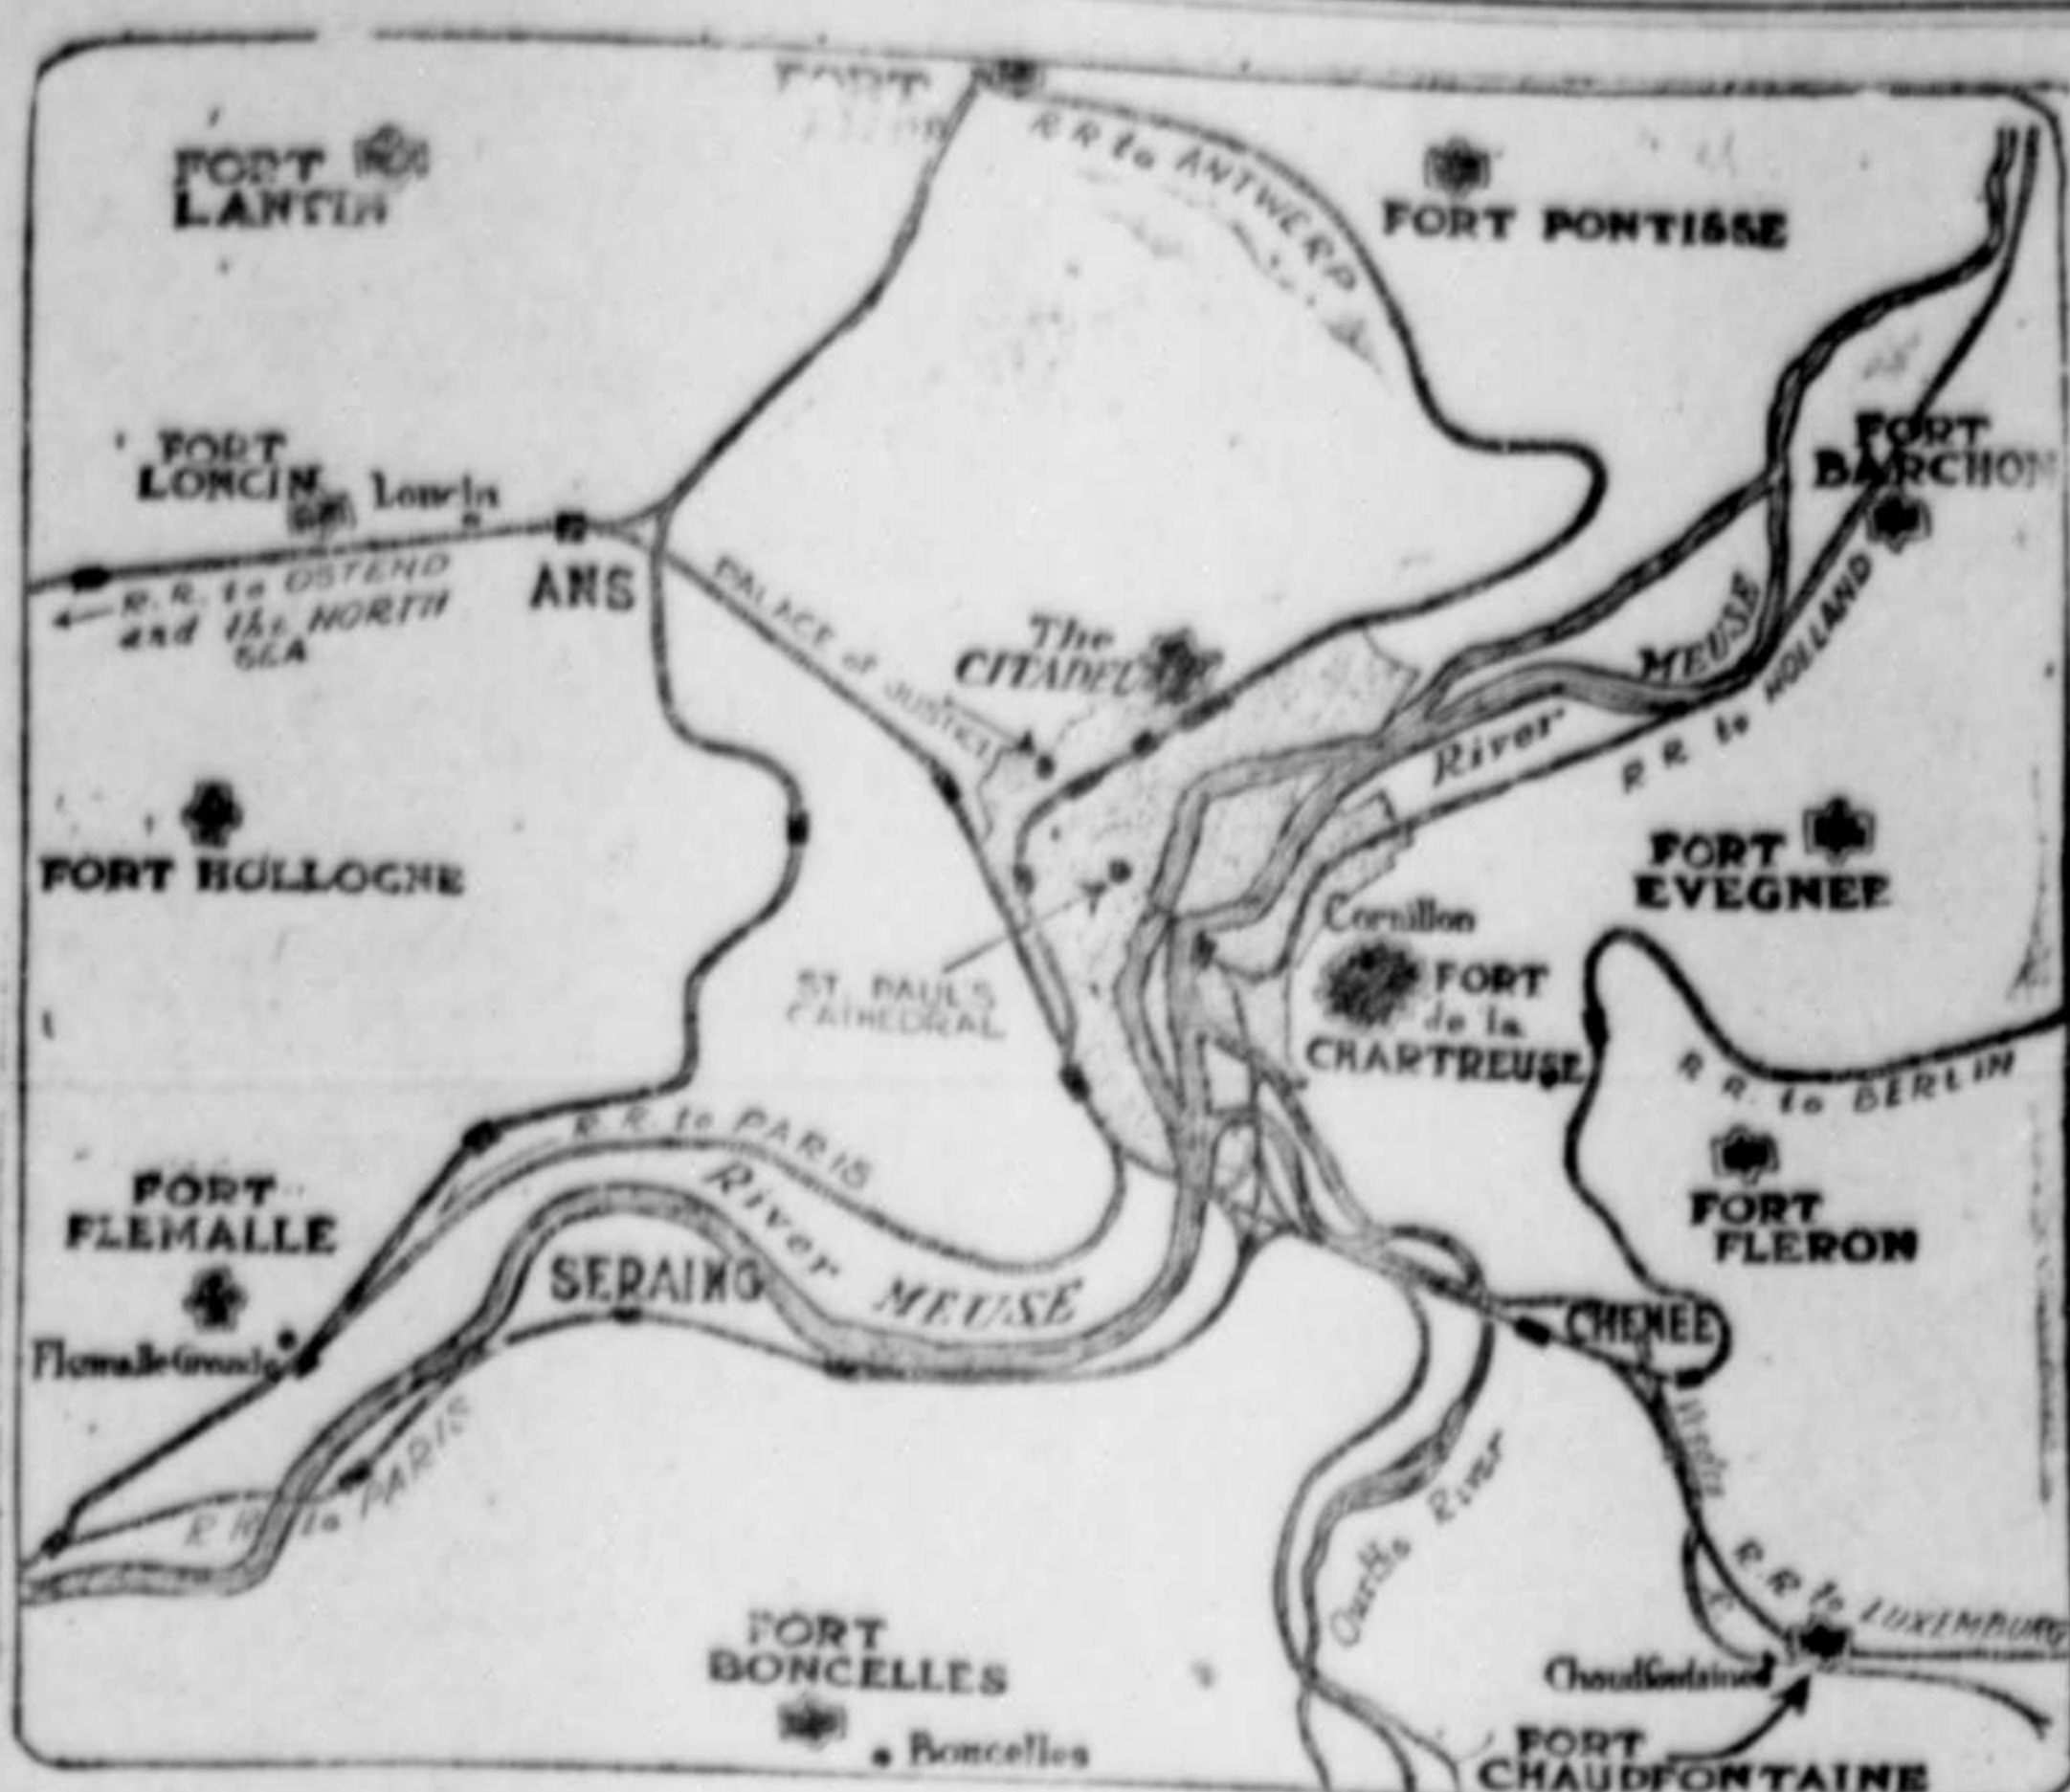 FORT
R R to ANTWERP
FORT
LANTIN
FORT PONTISSE
FORT
LONCIN
Loncin
FORT
BARCHON
R.R. to OSTEND
and the NORTH
SEA
ANS
PALACE of JUSTICE
The
CITADEL
MEUSE
River
R R to HOLLAND
FORT HOLLOGNE
FORT
EVEGNEE
Cornillon
FORT
de la
CHARTREUSE
ST. PAUL'S
CATHEDRAL
R R. to BERLIN
R.R. to PARIS
FORT
FLEMALLE
River MEUSE
SERAING
FORT
FLERON
CHENEE
Flemalle Grande
R R to PARIS
Ourthe River
R.R to LUXEMBURG
FORT
BONCELLES
Boncelles
Chaudfontaine
FORT
CHAUDFONTAINE